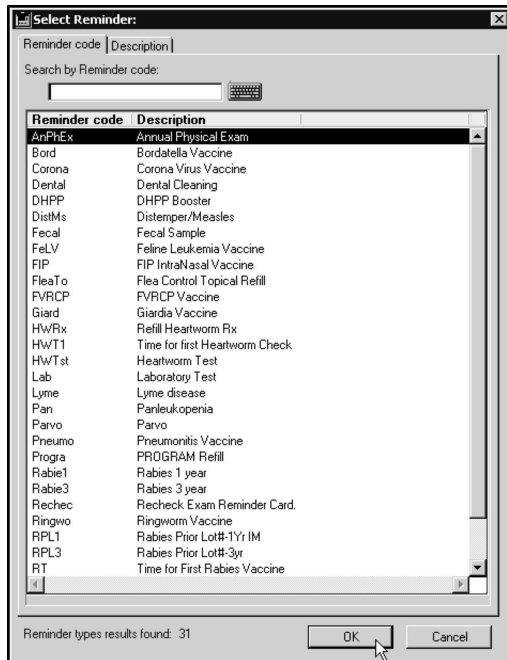 Select Reminder:
Reminder code Description
Search by Reminder code:
Reminder code Description
AnPhEx Annual Physical Exam
Bord Bordatella Vaccine
Corona Corona Virus Vaccine
Dental Dental Cleaning
DHPP DHPP Booster
DistMs Distemper/Measles
Fecal Fecal Sample
FeLV Feline Leukemia Vaccine
FIP FIP IntraNasal Vaccine
FleaTo Flea Control Topical Refill
FVRCP FVRCP Vaccine
Giard Giardia Vaccine
HWRx Refill Heartworm Rx
HWT1 Time for first Heartworm Check
HWTst Heartworm Test
Lab Laboratory Test
Lyme Lyme disease
Pan Panleukopenia
Parvo Parvo
Pneumo Pneumonitis Vaccine
Progra PROGRAM Refill
Rabie1 Rabies 1 year
Rabie3 Rabies 3 year
Rechec Recheck Exam Reminder Card.
Ringwo Ringworm Vaccine
RPL1 Rabies Prior Lot#-1Yr IM
RPL3 Rabies Prior Lot#-3yr
RT Time for First Rabies Vaccine
Reminder types results found: 31
OK Cancel